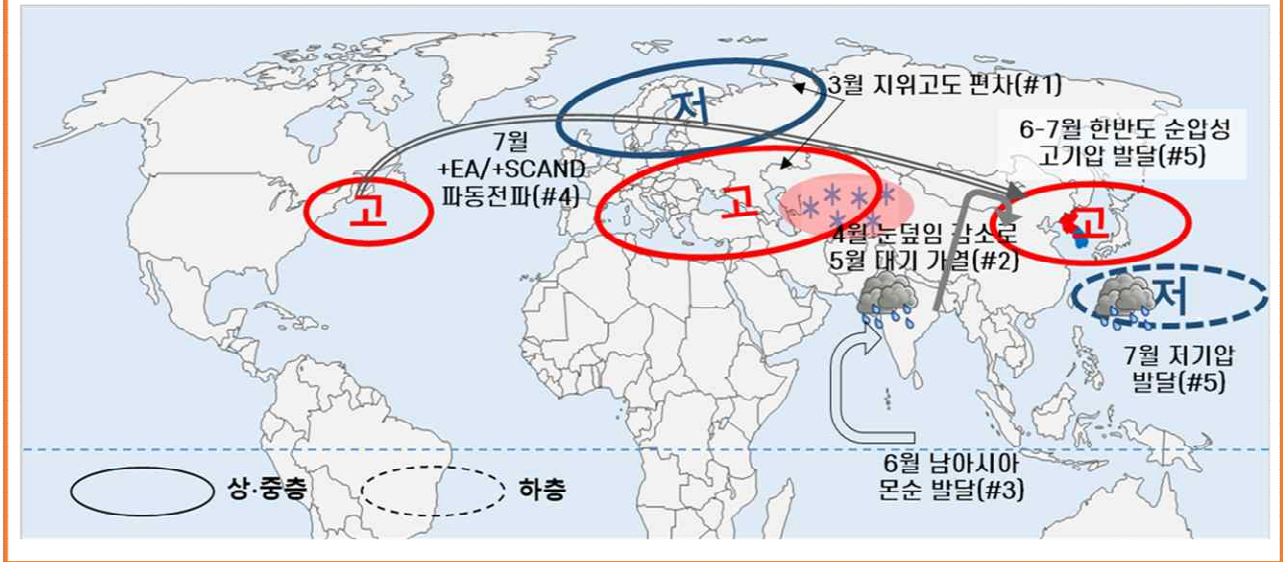 저
3월 지위고도 편차(#1)
6-7월 한반도 순압성
고기압 발달(#5)
7월
+EA/+SCAND
파동전파(#4)
고
고
고
4월 눈덮임 감소로
5월 대기 가열(#2)
저
7월 저기압
발달(#5)
6월 남아시아
몬순 발달(#3)
상·중층
하층